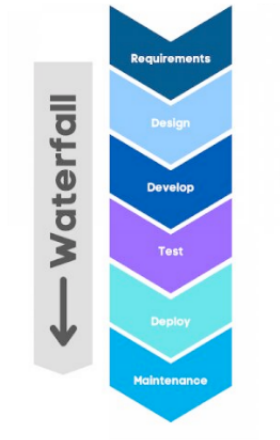 Waterfall
Requirements
Design
Develop
Test
Deploy
Maintenance